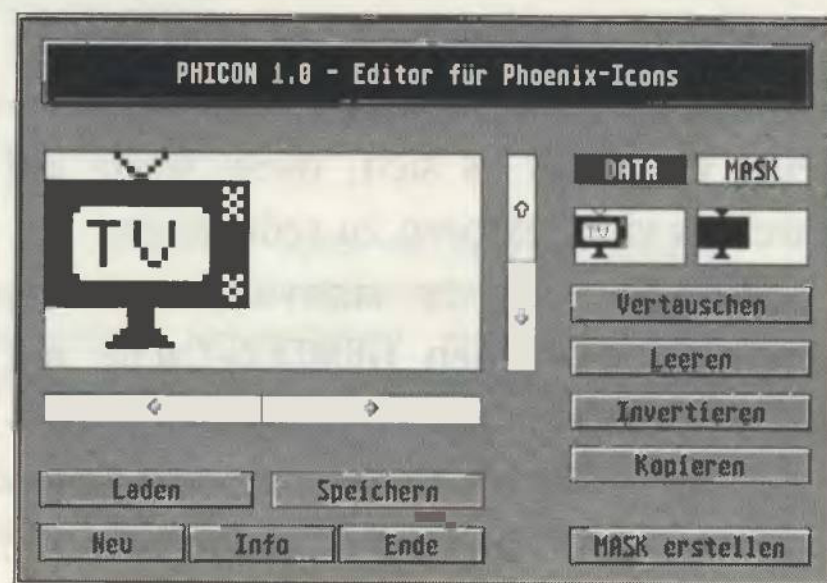 PHICON 1.0 - Editor für Phoenix-Icons
TV
DATA MASK
TV
Vertauschen
Leeren
Invertieren
Kopieren
Laden Speichern
Neu Info Ende
MASK erstellen